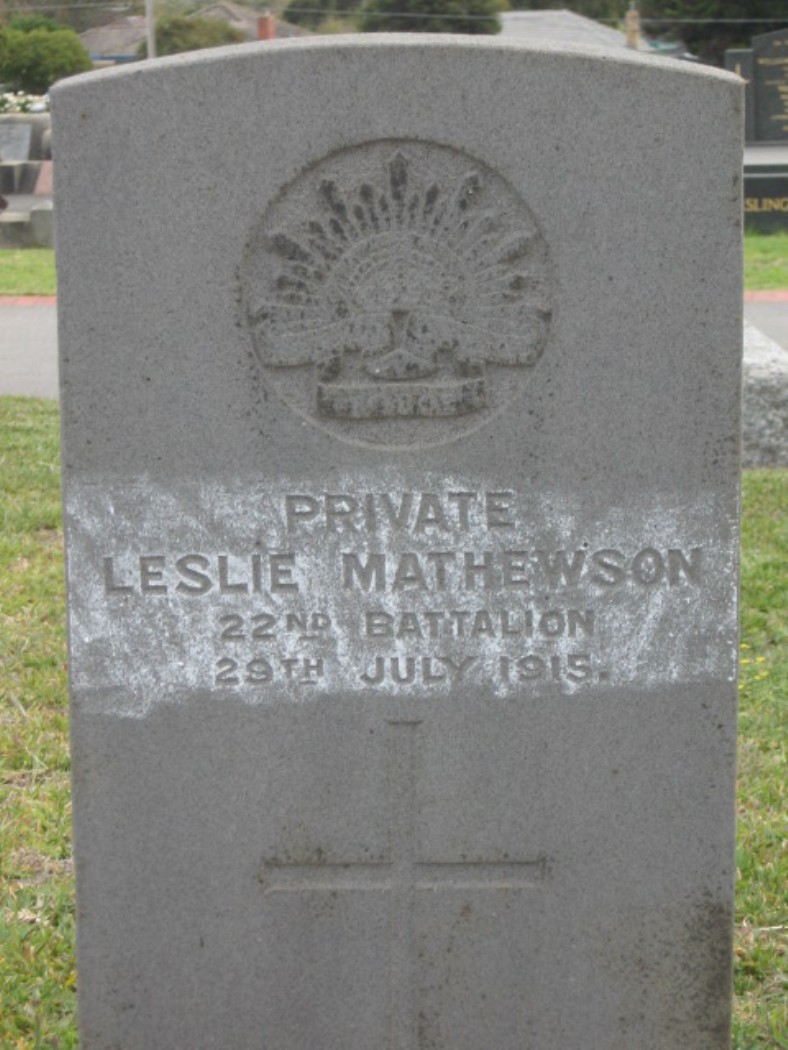 PRIVATE
LESLIE MATHEWSON
22ND BATTALION
29TH JULY 1915.